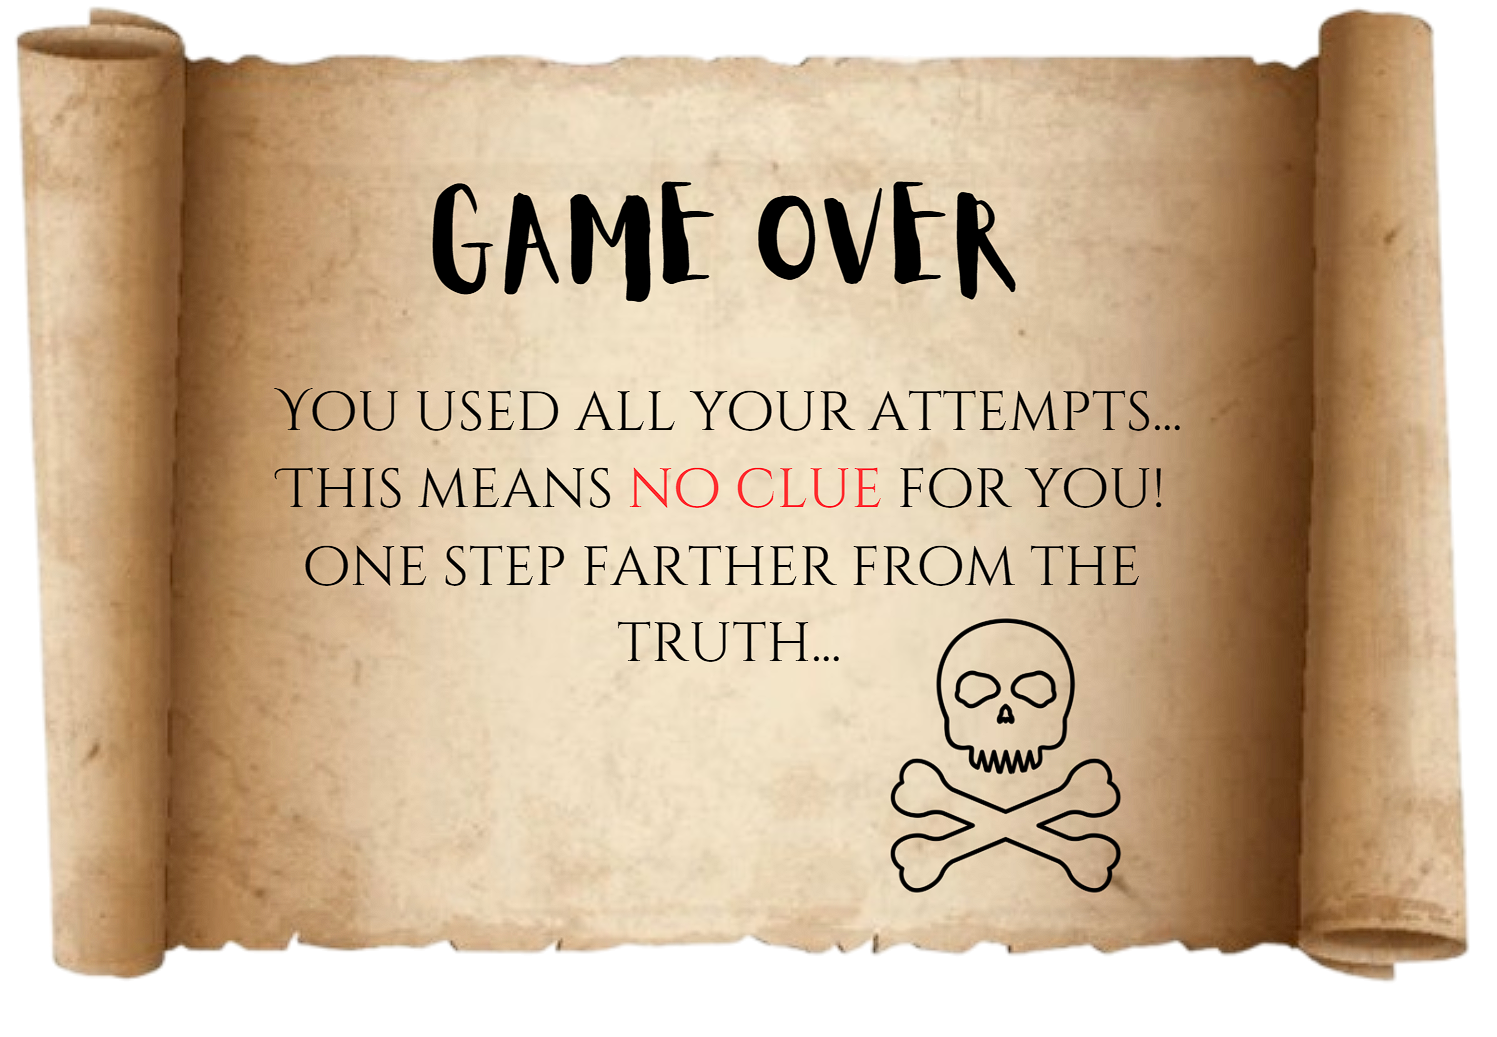 GAME OVER
You used all your attempts...
This means no clue for you!
one step farther from the
truth...